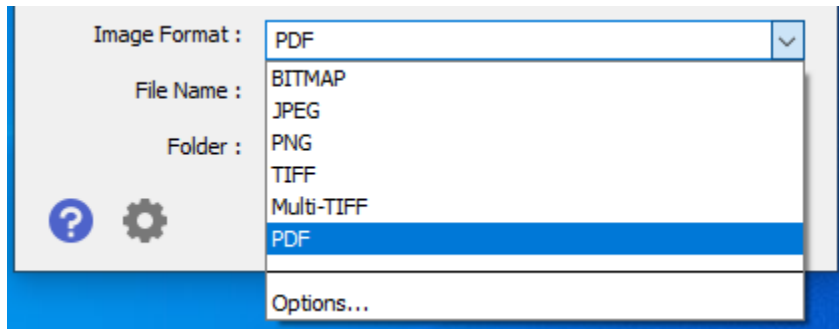 Image Format : PDF
BITMAP
File Name :
JPEG
PNG
Folder :
TIFF
Multi-TIFF
PDF
Options...